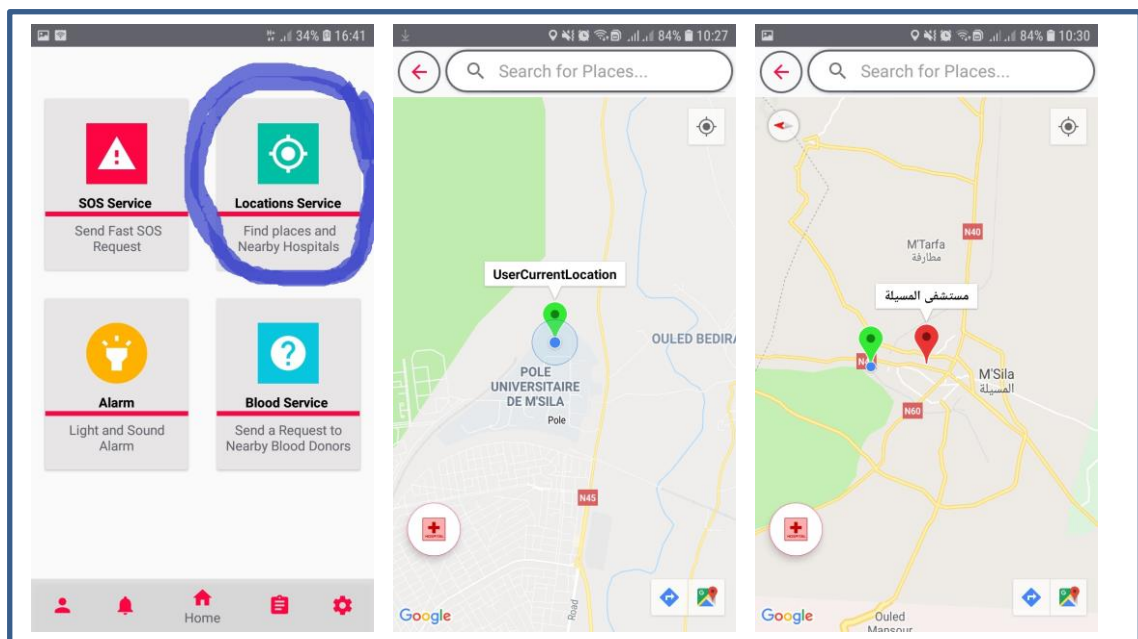 34% 16:41
SOS Service
Send Fast SOS
Request
Locations Service
Find places and
Nearby Hospitals
Alarm
Light and Sound
Alarm
Blood Service
Send a Request to
Nearby Blood Donors
Home
84% 10:27
Search for Places...
UserCurrentLocation
OULED BEDIRA
POLE
UNIVERSITAIRE
DE M'SILA
Pole
N45
HOSPITAL
Road
Google
84% 10:30
Search for Places...
N40
M'Tarfa
مطارفة
مستشفى المسيلة
M'Sila
المسيلة
N60
HOSPITAL
Ouled
Mansour
Google